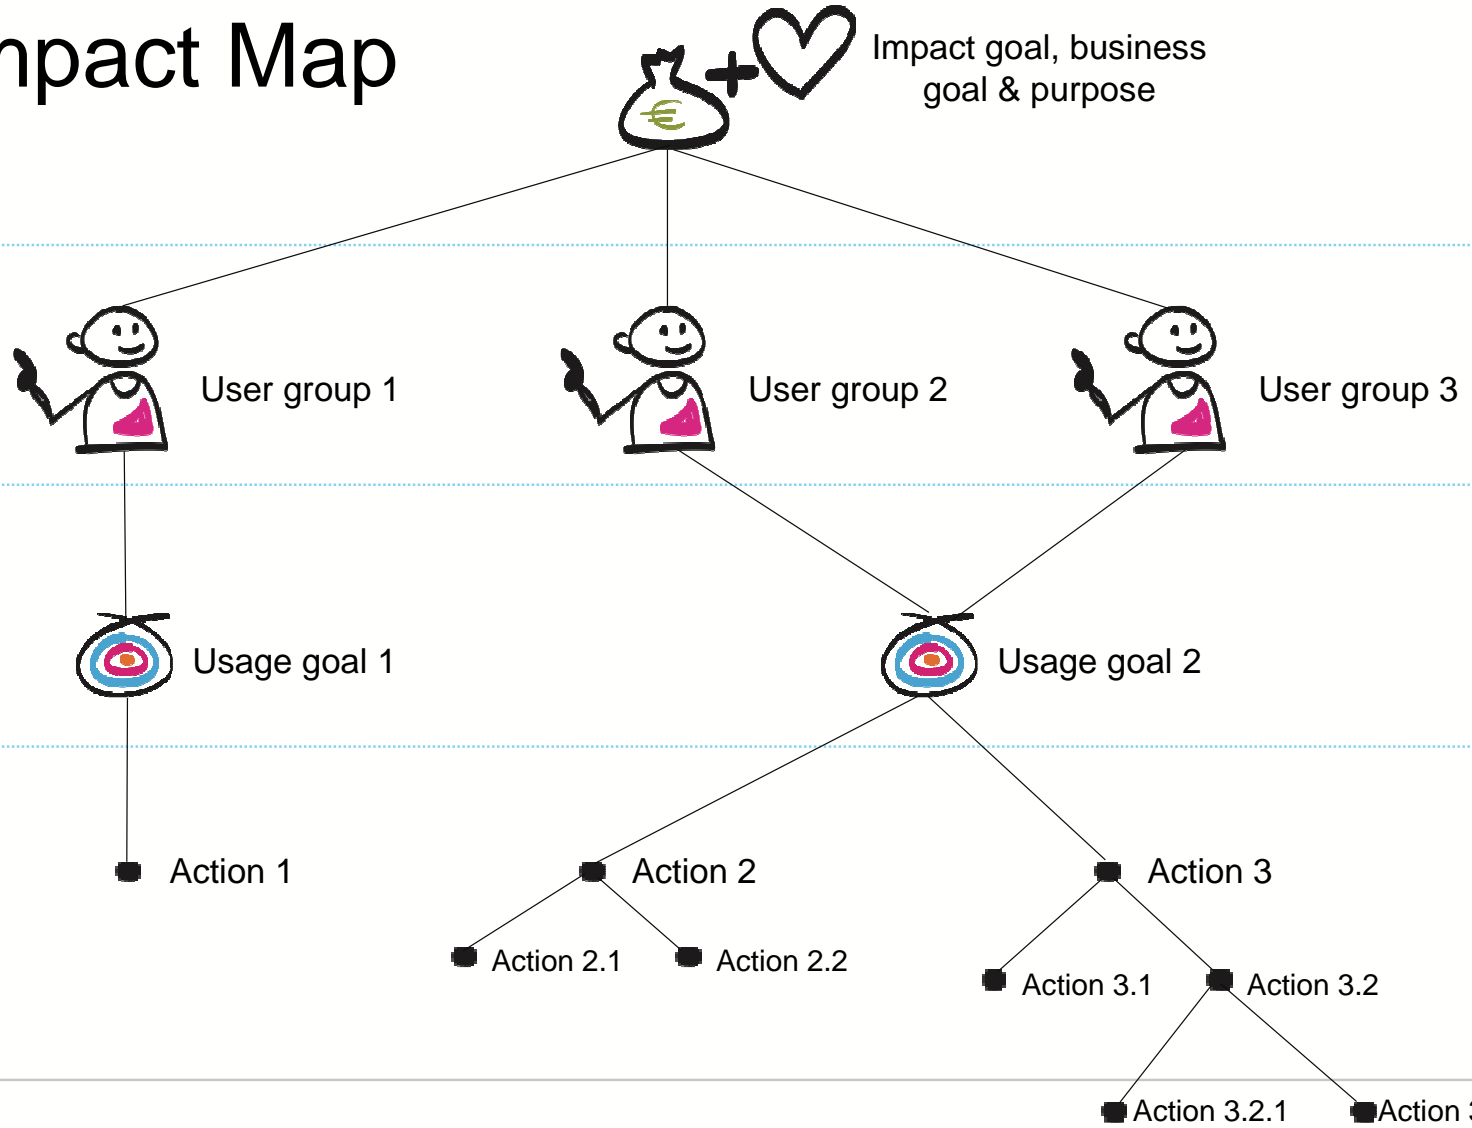 mpact Map
Impact goal, business
goal & purpose
€
User group 1
User group 2
User group 3
Usage goal 1
Usage goal 2
Action 1
Action 2
Action 3
Action 2.1
Action 2.2
Action 3.1
Action 3.2
Action 3.2.1
Action